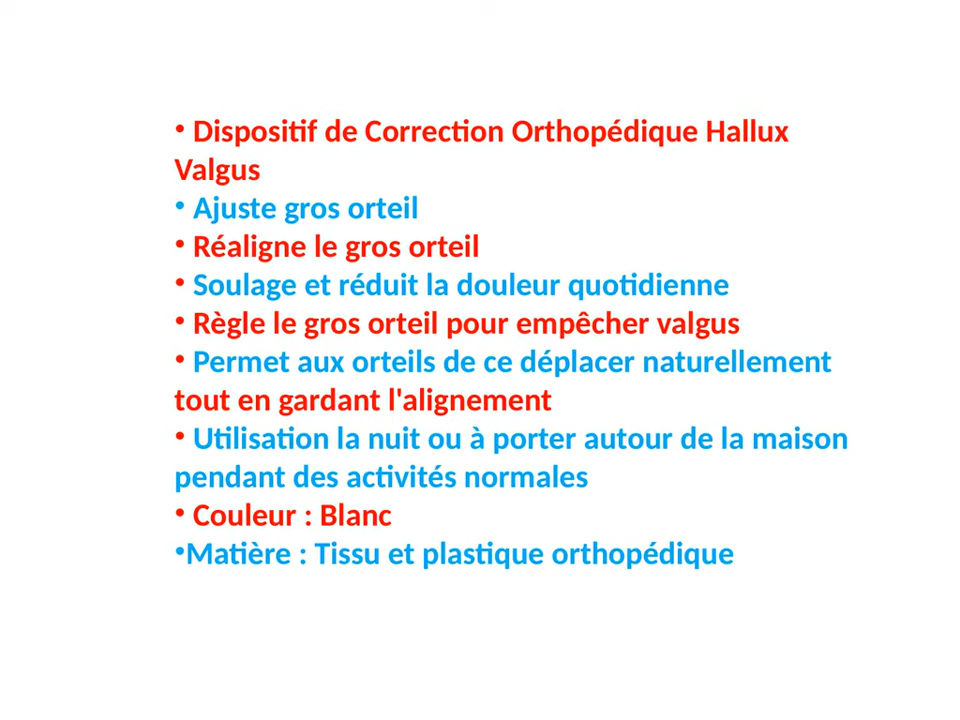 • Dispositif de Correction Orthopédique Hallux
Valgus
• Ajuste gros orteil
• Réaligne le gros orteil
• Soulage et réduit la douleur quotidienne
• Règle le gros orteil pour empêcher valgus
• Permet aux orteils de ce déplacer naturellement
tout en gardant l'alignement
• Utilisation la nuit ou à porter autour de la maison
pendant des activités normales
• Couleur : Blanc
•Matière : Tissu et plastique orthopédique